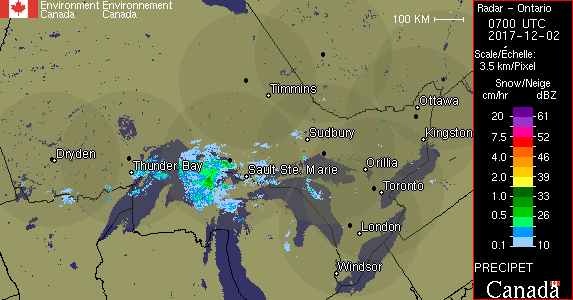 Environment Environnement
Canada Canada
100 KM
Timmins
Ottawa
Sudbury
Kingston
Dryden
Thunder Bay
Sault-Ste. Marie
Orillia
Toronto
London
Windsor
Radar - Ontario
0700 UTC
2017-12-02
Scale/Échelle:
3.5 km/Pixel
Snow/Neige
cm/hr dBZ
20 61
7.5 52
4.0 46
2.0 39
1.0 33
0.5 26
0.1 10
PRECIPET
Canada